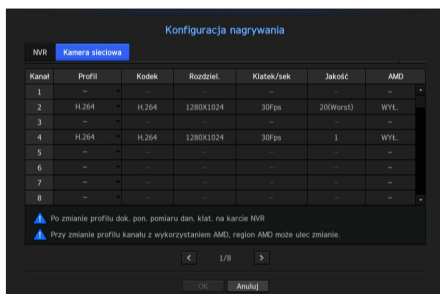 Konfiguracja nagrywania
NVR Kamera sieciowa
Kanał Profil Kodek Rozdziel. Klatek/sek Jakość AMD
1 – – – – – –
2 H.264 H.264 1280X1024 30Fps 20(Worst) WYŁ.
3 – – – – – –
4 H.264 H.264 1280X1024 30Fps 1 WYŁ.
5 – – – – – –
6 – – – – – –
7 – – – – – –
8 – – – – – –
Po zmianie profilu dok. pon. pomiaru dan. klat. na karcie NVR
Przy zmianie profilu kanału z wykorzystaniem AMD, region AMD może ulec zmianie.
< 1/8 >
OK Anuluj